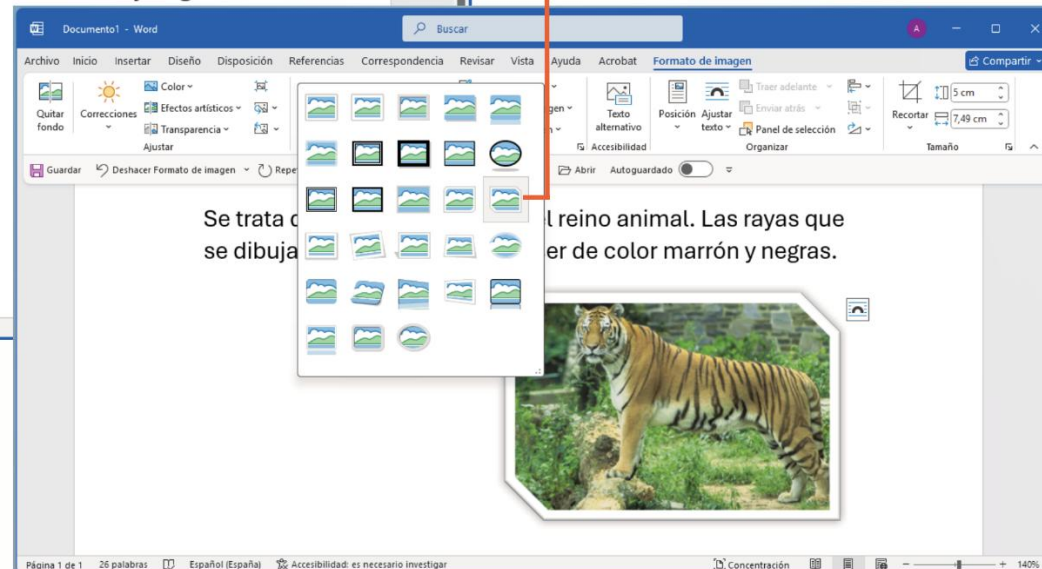 Documento1 - Word
Buscar
A
Archivo Inicio Insertar Diseño Disposición Referencias Correspondencia Revisar Vista Ayuda Acrobat Formato de imagen
Compartir
Quitar fondo
Correcciones
Color
Efectos artísticos
Transparencia
Ajustar
Texto alternativo
Accesibilidad
Posición
Ajustar texto
Traer adelante
Enviar atrás
Panel de selección
Organizar
Recortar
5 cm
7,49 cm
Tamaño
Guardar Deshacer Formato de imagen Repe
Abrir Autoguardado
Se trata l reino animal. Las rayas que
se dibuja er de color marrón y negras.
Página 1 de 1 26 palabras Español (España) Accesibilidad: es necesario investigar Concentración 140%